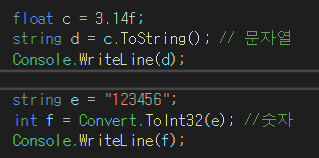 float c = 3.14f;
string d = c.ToString(); // 문자열
Console.WriteLine(d);
string e = "123456";
int f = Convert.ToInt32(e); //숫자
Console.WriteLine(f);